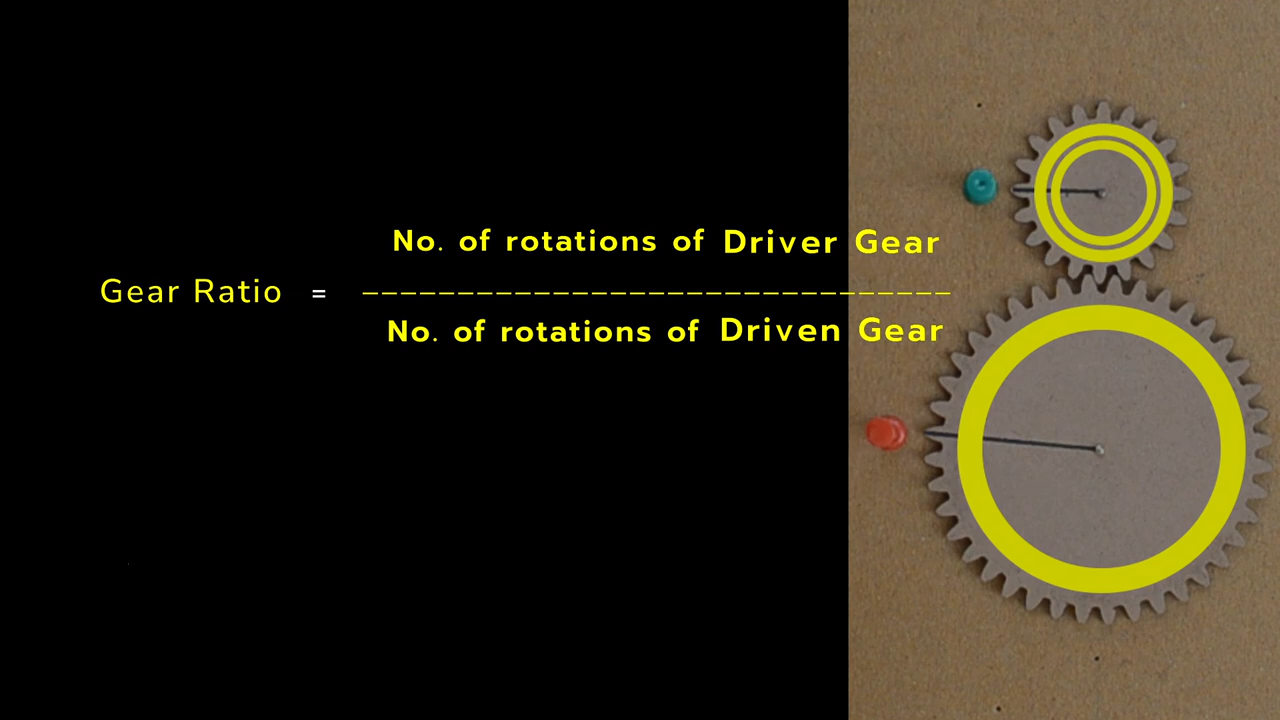 No. of rotations of Driver Gear
Gear Ratio = ------------------------------
No. of rotations of Driven Gear